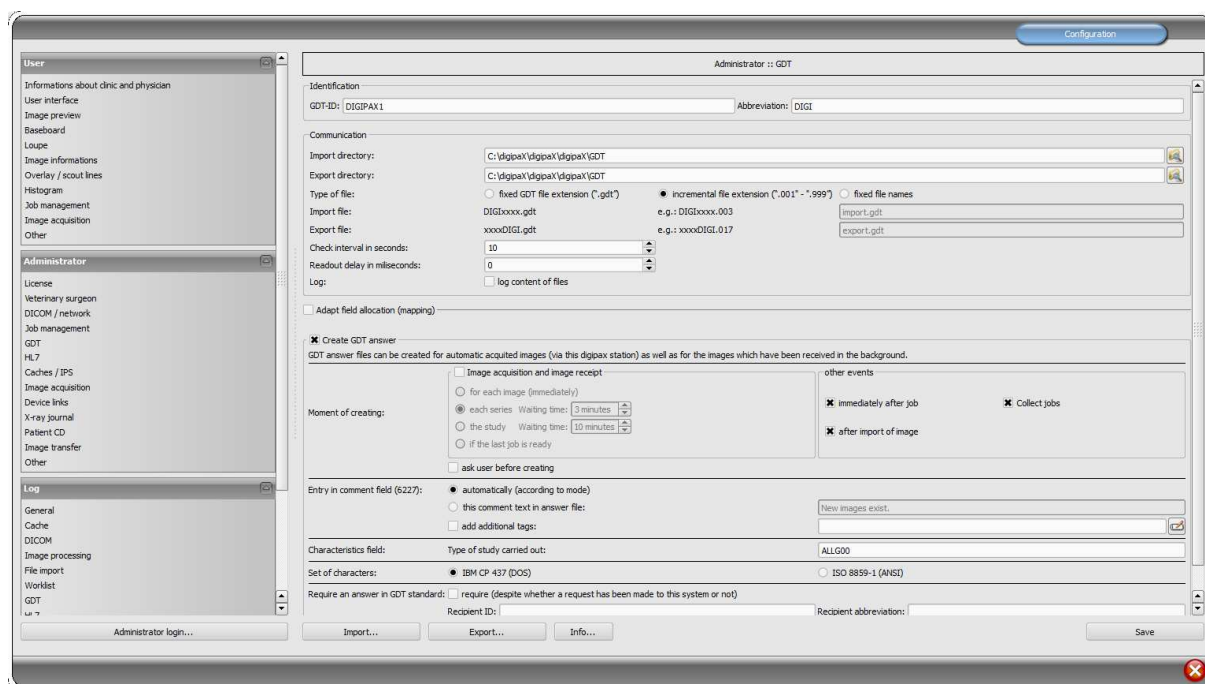 Configuration
User
Informations about clinic and physician
User interface
Image preview
Baseboard
Loupe
Image informations
Overlay / scout lines
Histogram
Job management
Image acquisition
Other
Administrator
License
Veterinary surgeon
DICOM / network
Job management
GDT
HL7
Caches / IPS
Image acquisition
Device links
X-ray journal
Patient CD
Image transfer
Other
Log
General
Cache
DICOM
Image processing
File import
Worklist
GDT
HL7
Administrator login...
Administrator :: GDT
Identification
GDT-ID: DIGIPAX1 Abbreviation: DIGI
Communication
Import directory: C:\digipaX\digipaX\digipaX\GDT
Export directory: C:\digipaX\digipaX\digipaX\GDT
Type of file: fixed GDT file extension (".gdt") incremental file extension (".001" - ".999") fixed file names
Import file: DIGIxxxx.gdt e.g.: DIGIxxxx.003 import.gdt
Export file: xxxxDIGI.gdt e.g.: xxxxDIGI.017 export.gdt
Check interval in seconds: 10
Readout delay in miliseconds: 0
Log: log content of files
Adapt field allocation (mapping)
Create GDT answer
GDT answer files can be created for automatic acquited images (via this digipax station) as well as for the images which have been received in the background.
Moment of creating:
Image acquisition and image receipt
for each image (immediately)
each series Waiting time: 3 minutes
the study Waiting time: 10 minutes
if the last job is ready
other events
immediately after job Collect jobs
after import of image
ask user before creating
Entry in comment field (6227): automatically (according to mode)
this comment text in answer file: New images exist.
add additional tags:
Characteristics field: Type of study carried out: ALLG00
Set of characters: IBM CP 437 (DOS) ISO 8859-1 (ANSI)
Require an answer in GDT standard: require (despite whether a request has been made to this system or not)
Recipient ID: Recipient abbreviation:
Import... Export... Info... Save